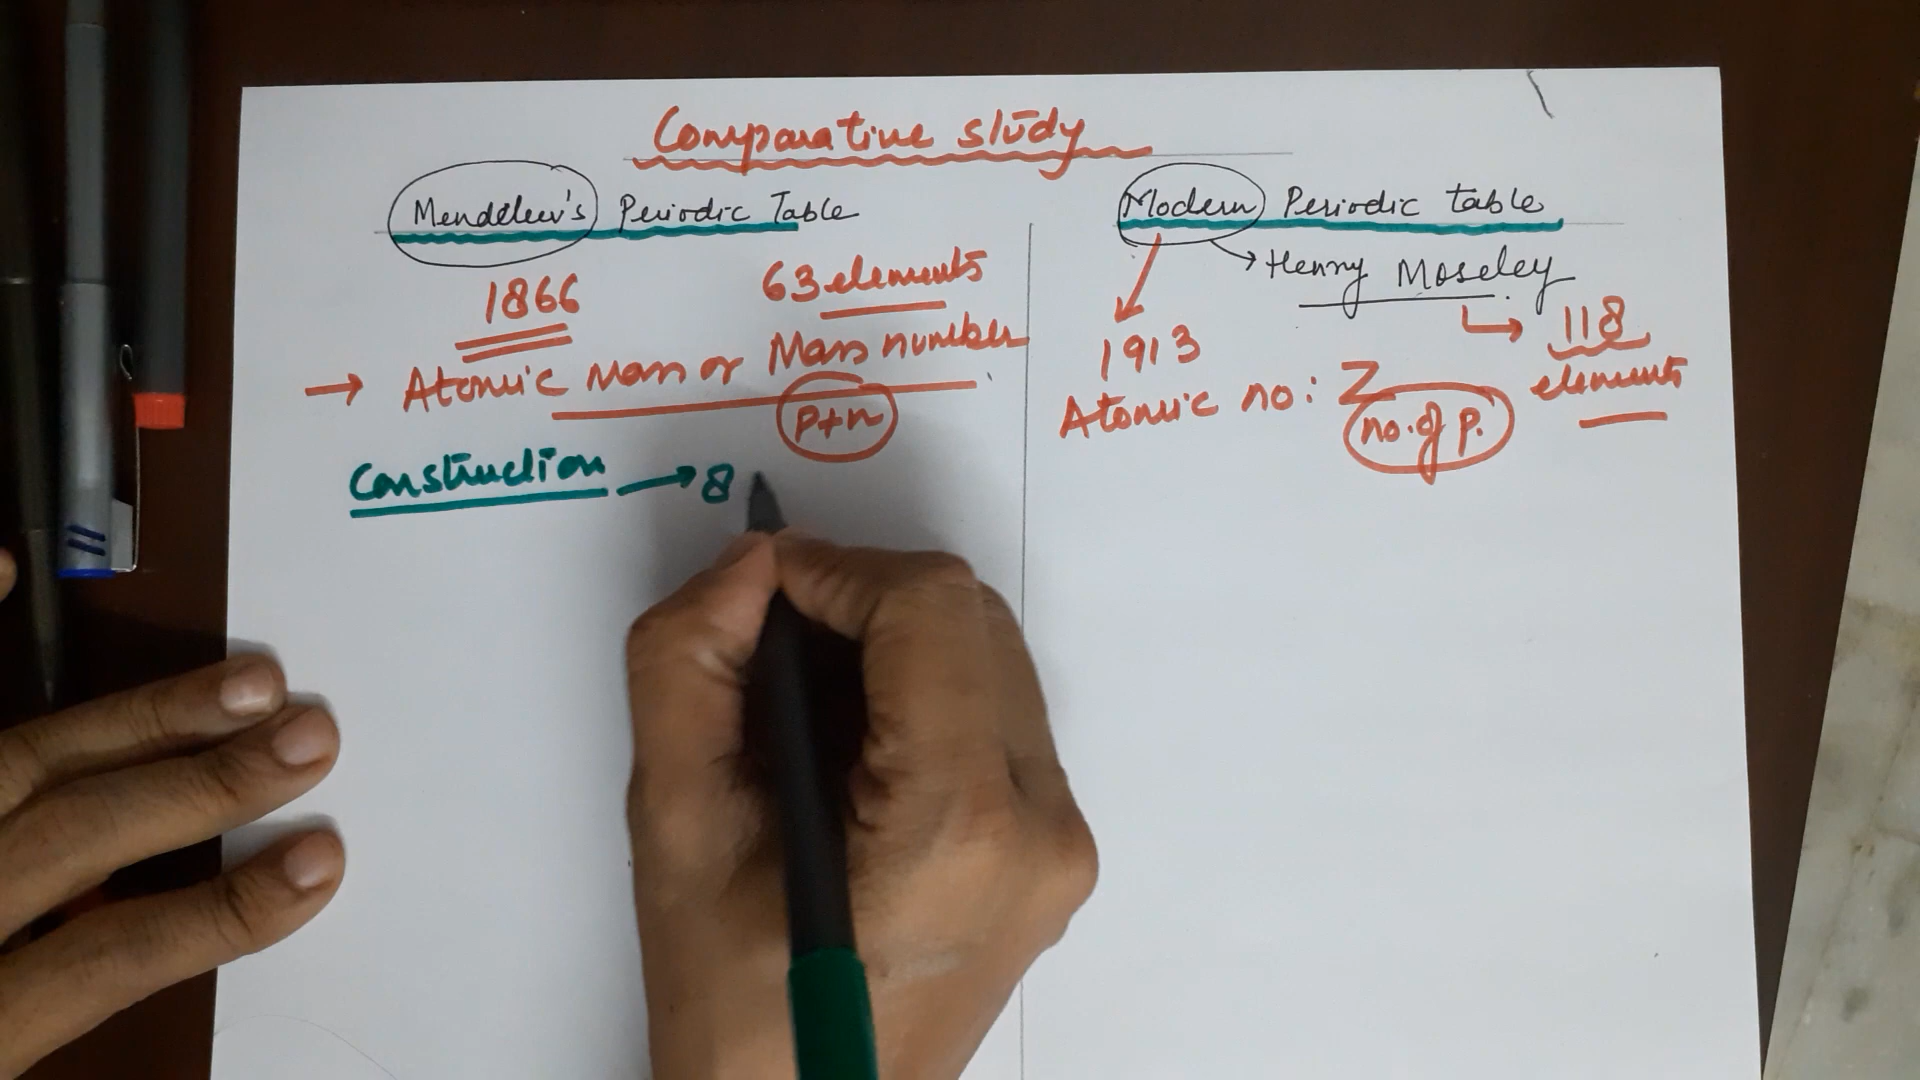 Comparative study
Mendeleev's Periodic Table
1866
63 elements
→ Atomic Mass or Mass number
p+n
Construction → 8
Modern Periodic table
→ Henry Moseley
→ 118
elements
1913
Atomic no: Z
no. of p.